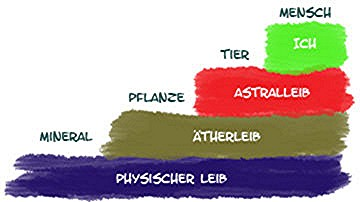 MENSCH
ICH
TIER
ASTRALLEIB
PFLANZE
ÄTHERLEIB
MINERAL
PHYSISCHER LEIB